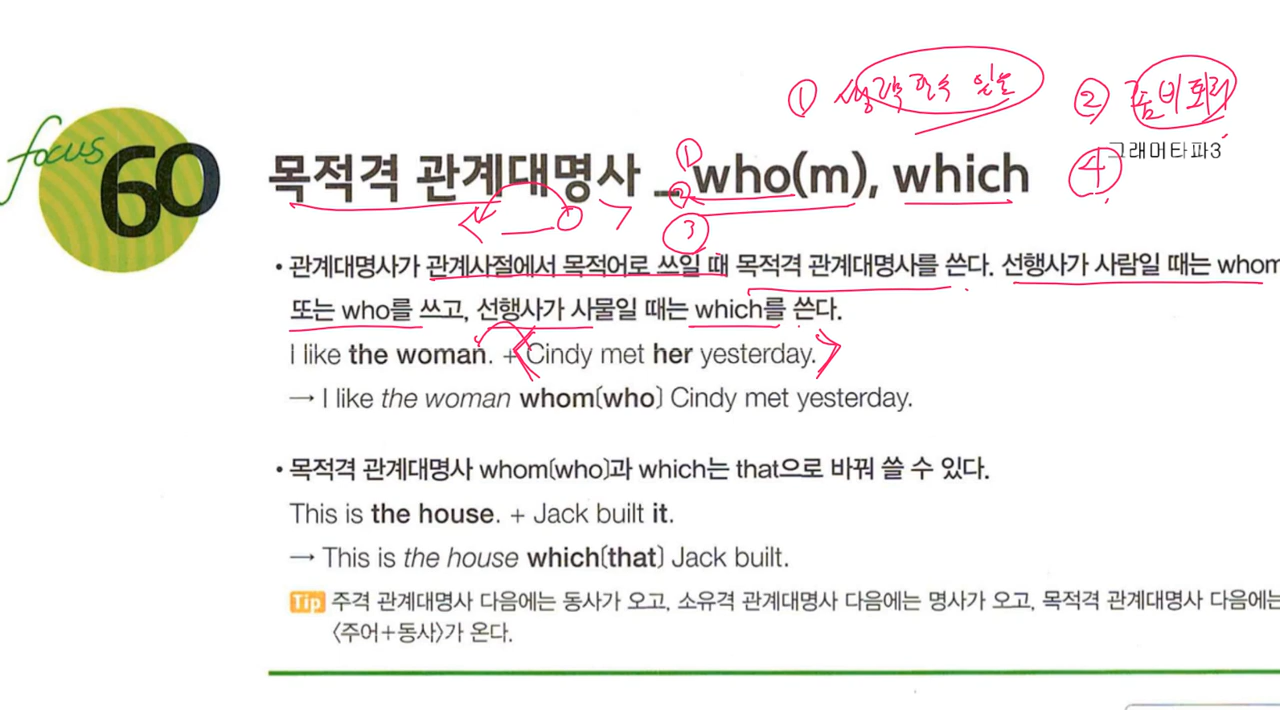 ① 생략할 수 있는 ②
그래머타파3
focus 60
목적격 관계대명사 _ who(m), which
①
②
③
④
• 관계대명사가 관계사절에서 목적어로 쓰일 때 목적격 관계대명사를 쓴다. 선행사가 사람일 때는 whom
또는 who를 쓰고, 선행사가 사물일 때는 which를 쓴다.
I like the woman. + Cindy met her yesterday.
→ I like the woman whom(who) Cindy met yesterday.
• 목적격 관계대명사 whom(who)과 which는 that으로 바꿔 쓸 수 있다.
This is the house. + Jack built it.
→ This is the house which(that) Jack built.
Tip 주격 관계대명사 다음에는 동사가 오고, 소유격 관계대명사 다음에는 명사가 오고, 목적격 관계대명사 다음에는
〈주어+동사〉가 온다.